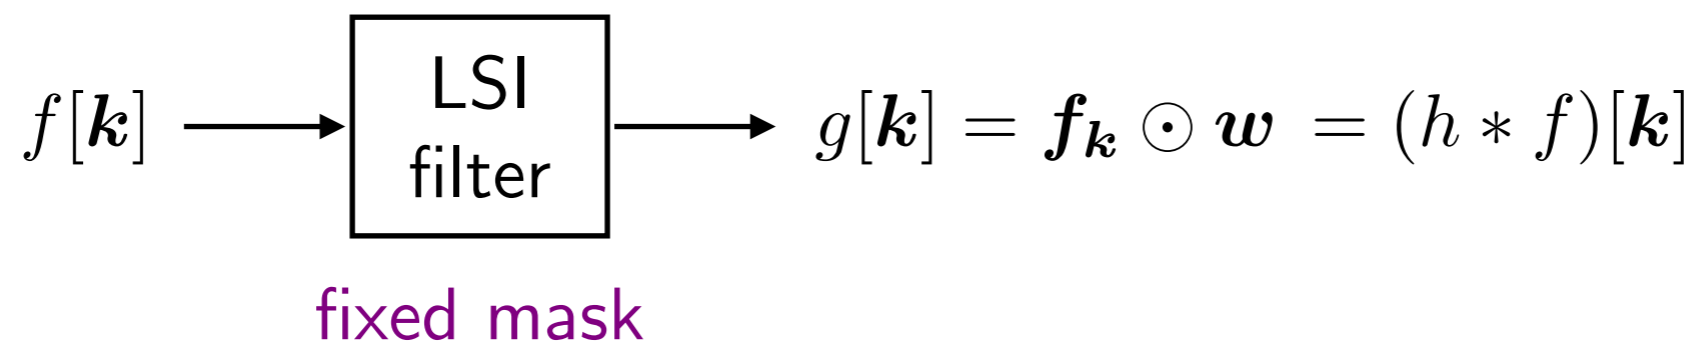 f[k]
LSI
filter
g[k] = f_k ⊙ w = (h * f)[k]
fixed mask